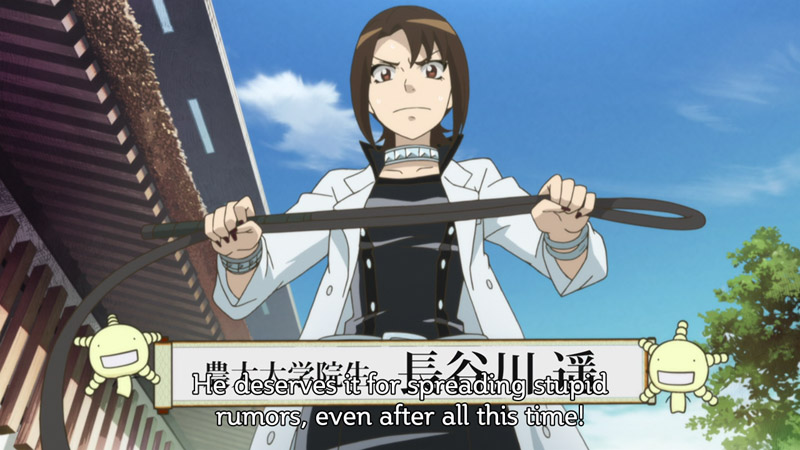 農大大学院生 長谷川 遥
He deserves it for spreading stupid
rumors, even after all this time!